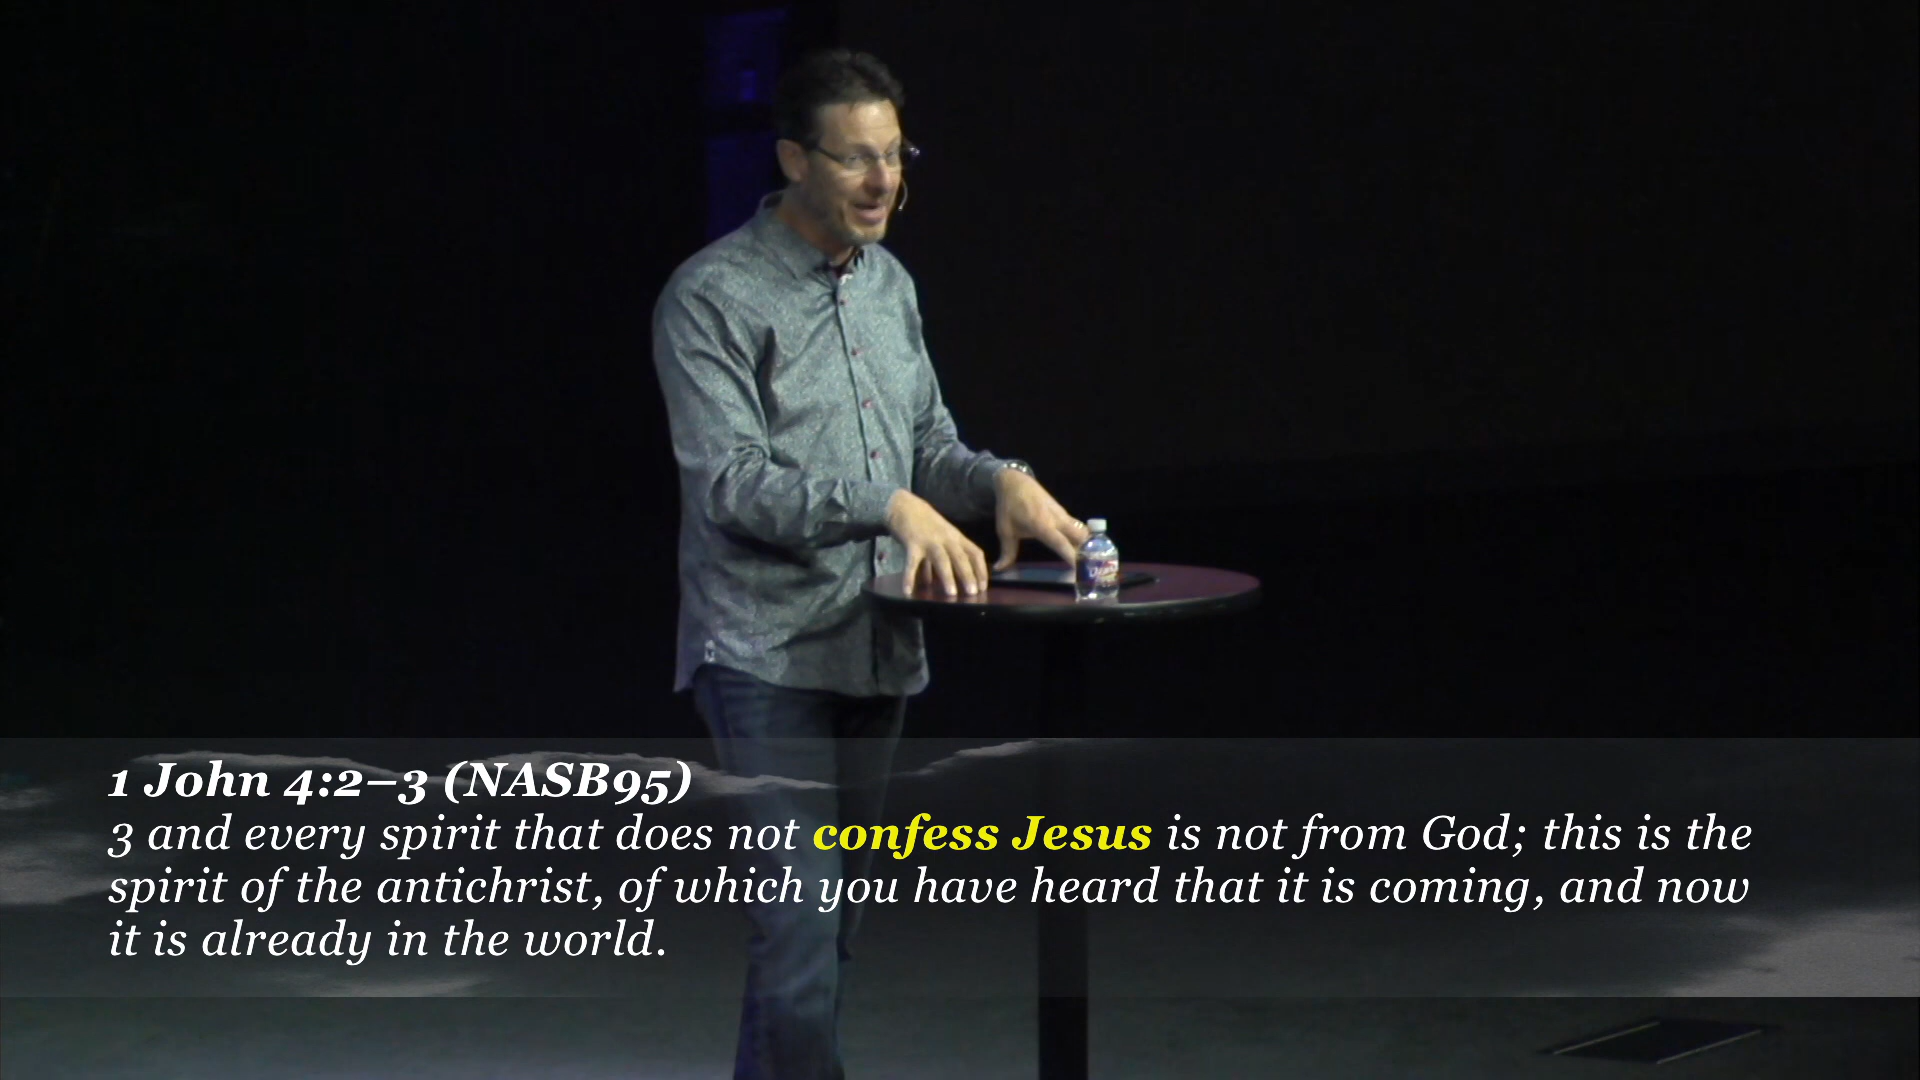 1 John 4:2–3 (NASB95)
3 and every spirit that does not confess Jesus is not from God; this is the
spirit of the antichrist, of which you have heard that it is coming, and now
it is already in the world.